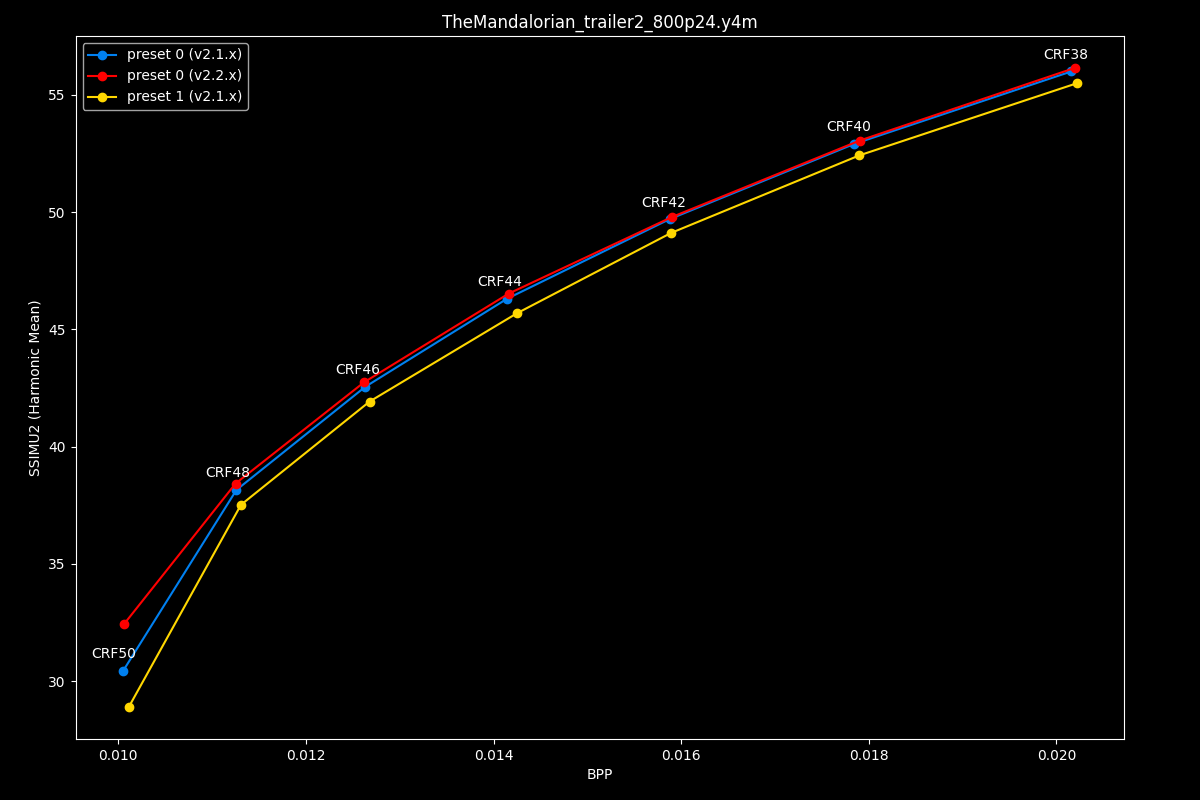 TheMandalorian_trailer2_800p24.y4m
preset 0 (v2.1.x)
preset 0 (v2.2.x)
preset 1 (v2.1.x)
CRF38
CRF40
CRF42
CRF44
CRF46
CRF48
CRF50
55
50
45
40
35
30
SSIMU2 (Harmonic Mean)
0.010 0.012 0.014 0.016 0.018 0.020
BPP